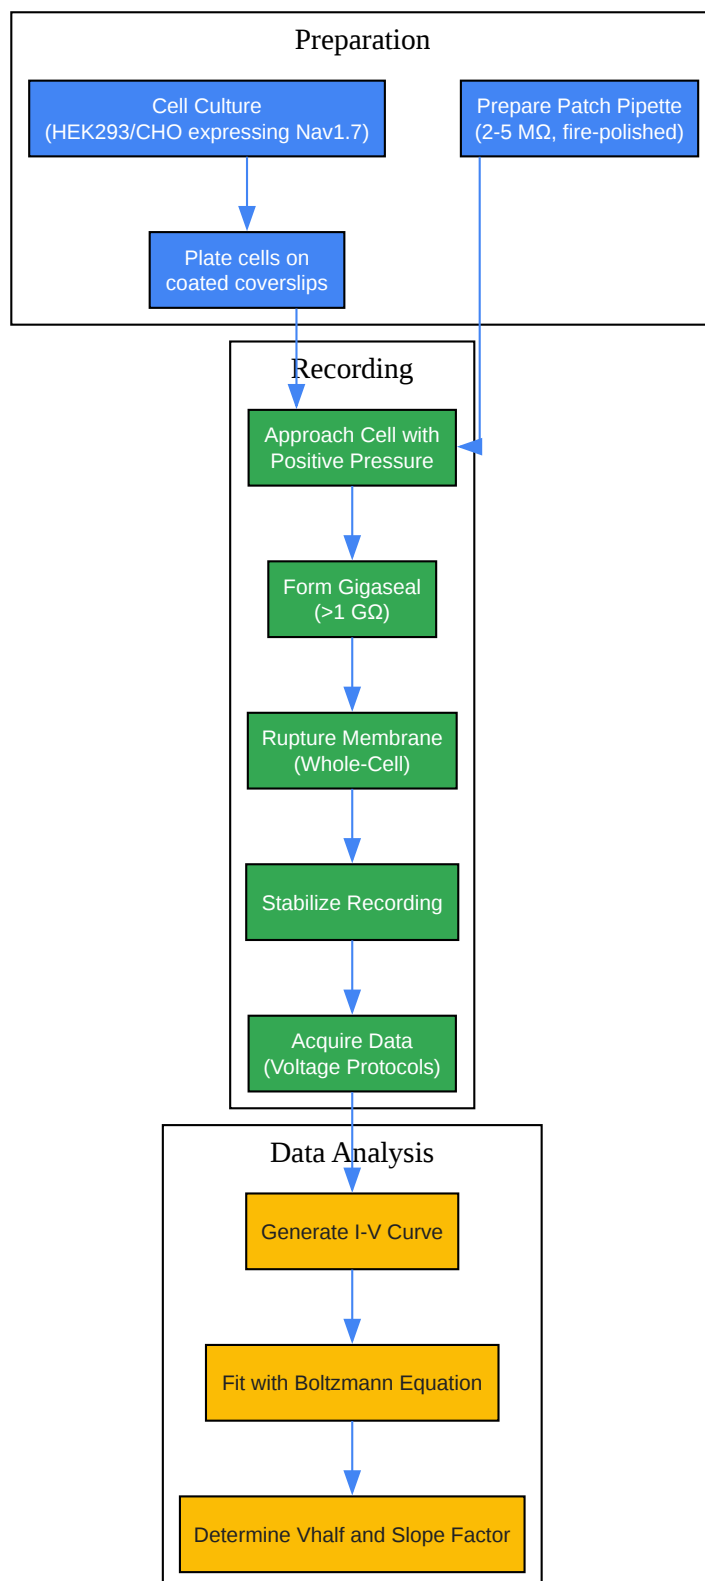 Preparation
Cell Culture
(HEK293/CHO expressing Nav1.7)
Prepare Patch Pipette
(2-5 MΩ, fire-polished)
Plate cells on
coated coverslips
Recording
Approach Cell with
Positive Pressure
Form Gigaseal
(>1 GΩ)
Rupture Membrane
(Whole-Cell)
Stabilize Recording
Acquire Data
(Voltage Protocols)
Data Analysis
Generate I-V Curve
Fit with Boltzmann Equation
Determine Vhalf and Slope Factor